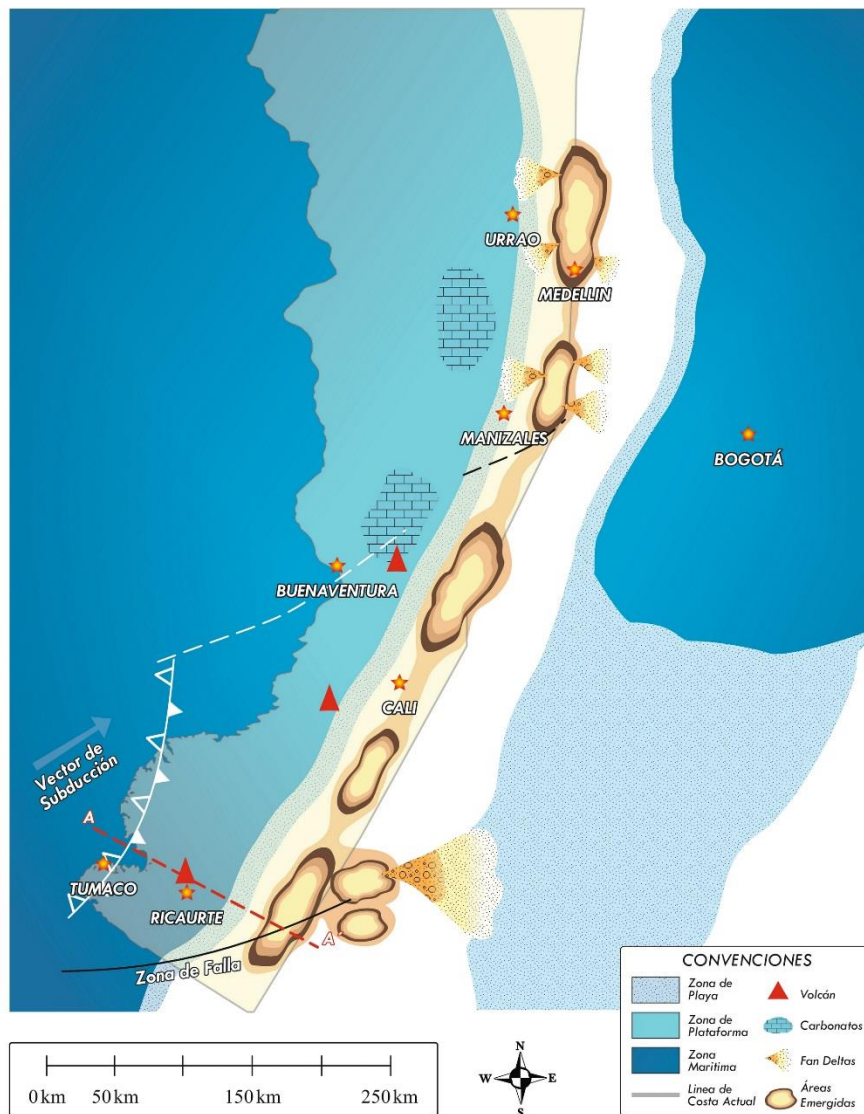 URRAO
MEDELLIN
MANIZALES
BOGOTÁ
BUENAVENTURA
CALI
Vector de
Subducción
A
TUMACO
RICAURTE
A´
Zona de Falla
CONVENCIONES
Zona de
Playa
Volcán
Zona de
Plataforma
Carbonatos
Zona
Marítima
Fan Deltas
Linea de
Costa Actual
Áreas
Emergidas
0 km
50 km
150 km
250 km
N
W
E
S